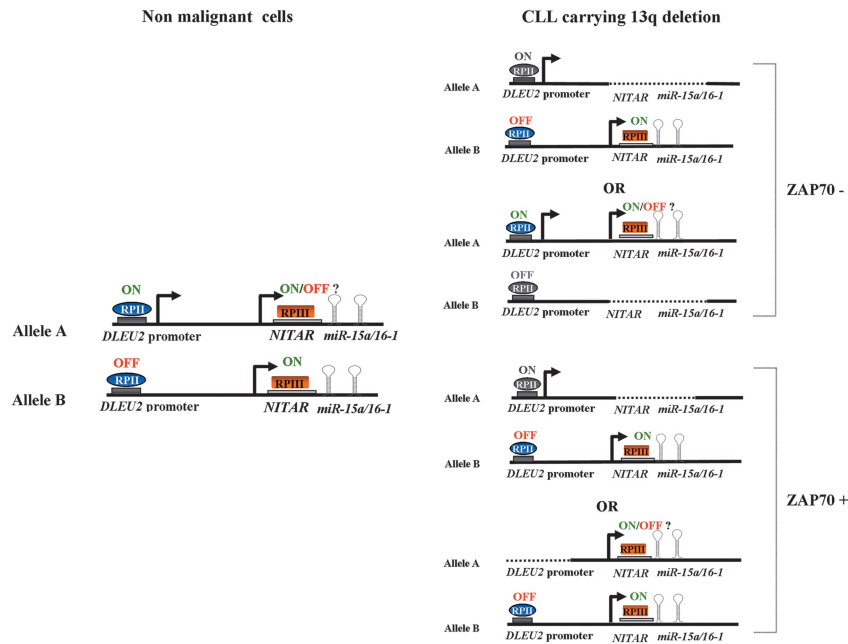 Non malignant cells
ON
RPII
ON/OFF ?
RPIII
Allele A
DLEU2 promoter
NITAR
miR-15a/16-1
OFF
RPII
ON
RPIII
Allele B
DLEU2 promoter
NITAR
miR-15a/16-1
CLL carrying 13q deletion
ON
RPII
Allele A
DLEU2 promoter
NITAR
miR-15a/16-1
OFF
RPII
ON
RPIII
Allele B
DLEU2 promoter
NITAR
miR-15a/16-1
OR
ON
RPII
ON/OFF ?
RPIII
Allele A
DLEU2 promoter
NITAR
miR-15a/16-1
OFF
RPII
Allele B
DLEU2 promoter
NITAR
miR-15a/16-1
ZAP70 -
ON
RPII
Allele A
DLEU2 promoter
NITAR
miR-15a/16-1
OFF
RPII
ON
RPIII
Allele B
DLEU2 promoter
NITAR
miR-15a/16-1
OR
ON/OFF ?
RPIII
Allele A
DLEU2 promoter
NITAR
miR-15a/16-1
OFF
RPII
ON
RPIII
Allele B
DLEU2 promoter
NITAR
miR-15a/16-1
ZAP70 +